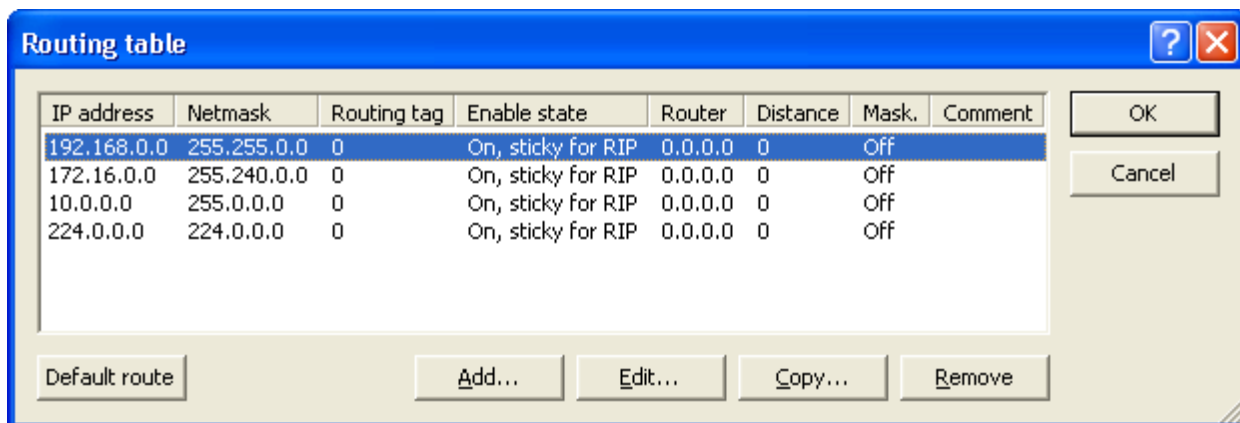 Routing table
IP address Netmask Routing tag Enable state Router Distance Mask. Comment
192.168.0.0 255.255.0.0 0 On, sticky for RIP 0.0.0.0 0 Off
172.16.0.0 255.240.0.0 0 On, sticky for RIP 0.0.0.0 0 Off
10.0.0.0 255.0.0.0 0 On, sticky for RIP 0.0.0.0 0 Off
224.0.0.0 224.0.0.0 0 On, sticky for RIP 0.0.0.0 0 Off
OK
Cancel
Default route Add... Edit... Copy... Remove